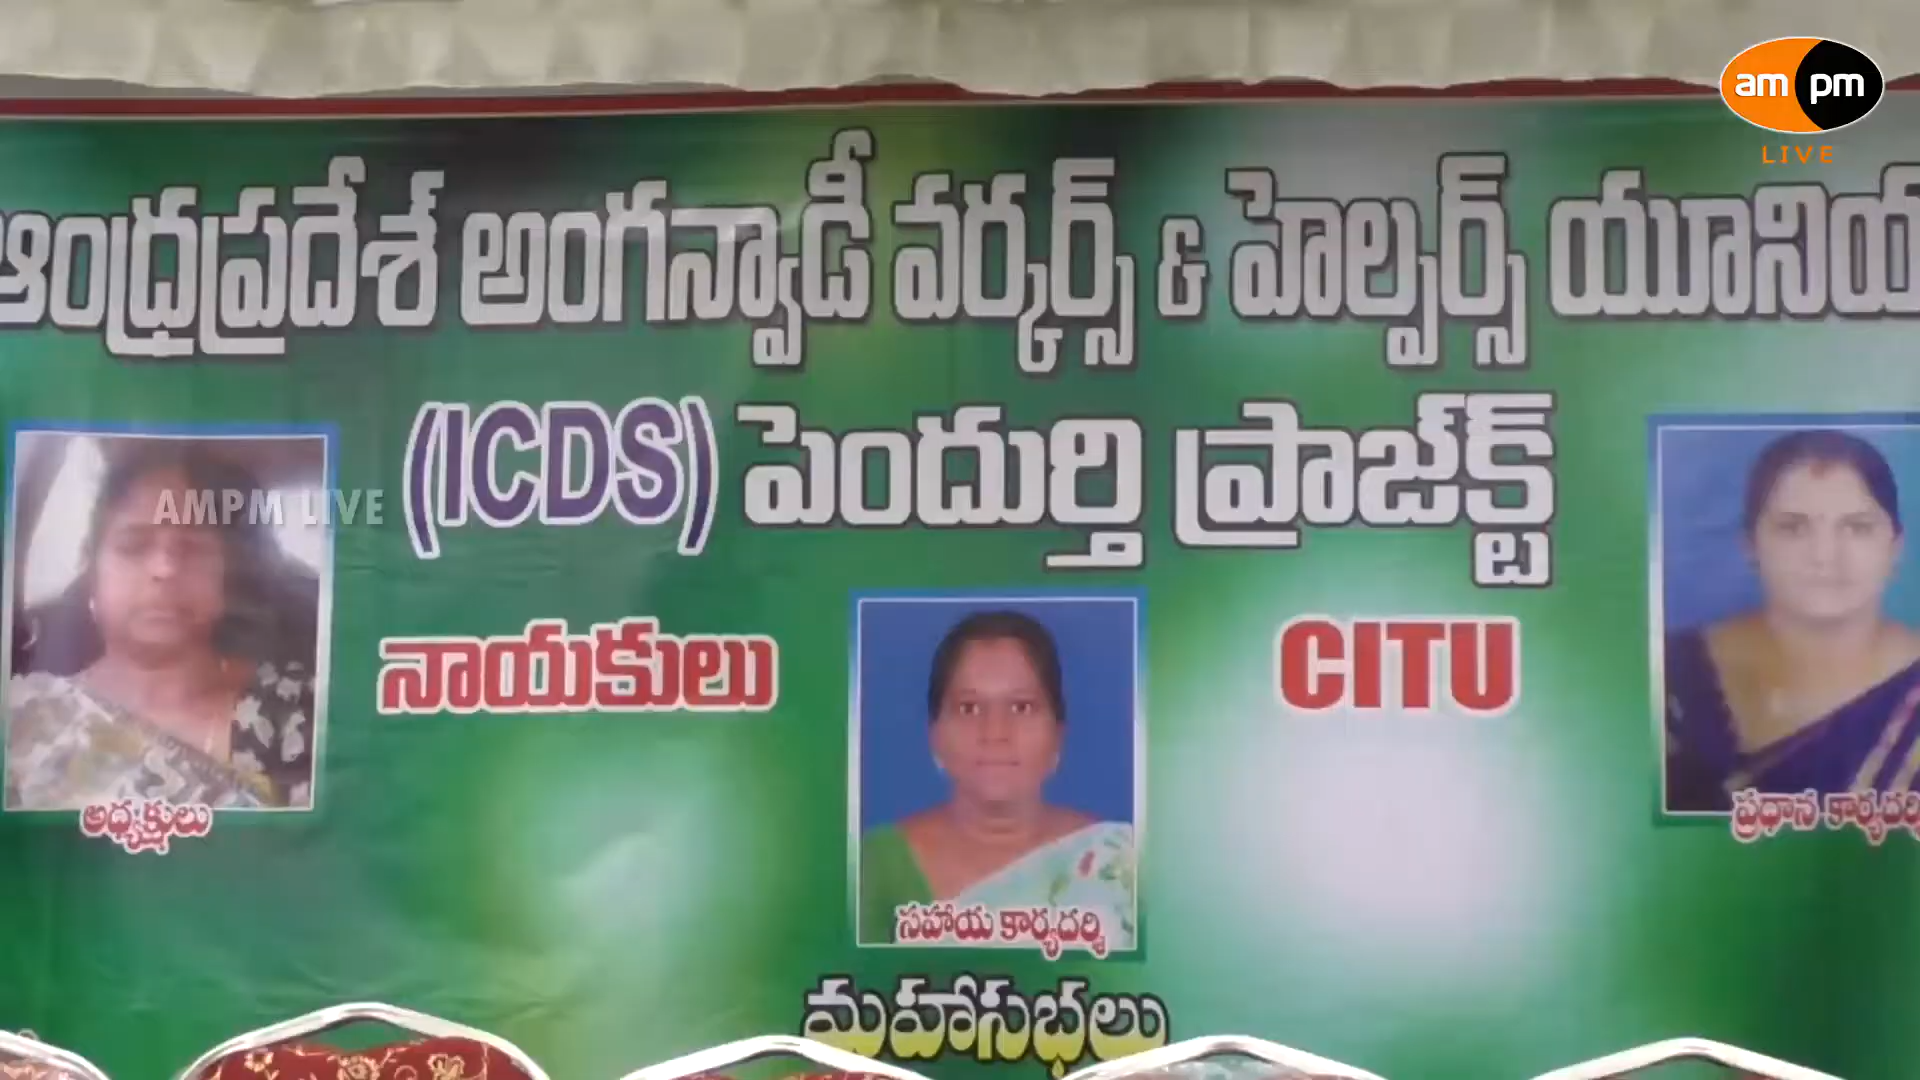 am pm
LIVE
ఆంధ్రప్రదేశ్ అంగన్వాడీ వర్కర్స్ & హెల్పర్స్
(ICDS) పెందుర్తి ప్రాజ్క్ట్
AMPM LIVE
నాయకులు CITU
అధ్యక్షులు
ప్రధాన
సహాయ కార్యదర్శి
మహాసభలు